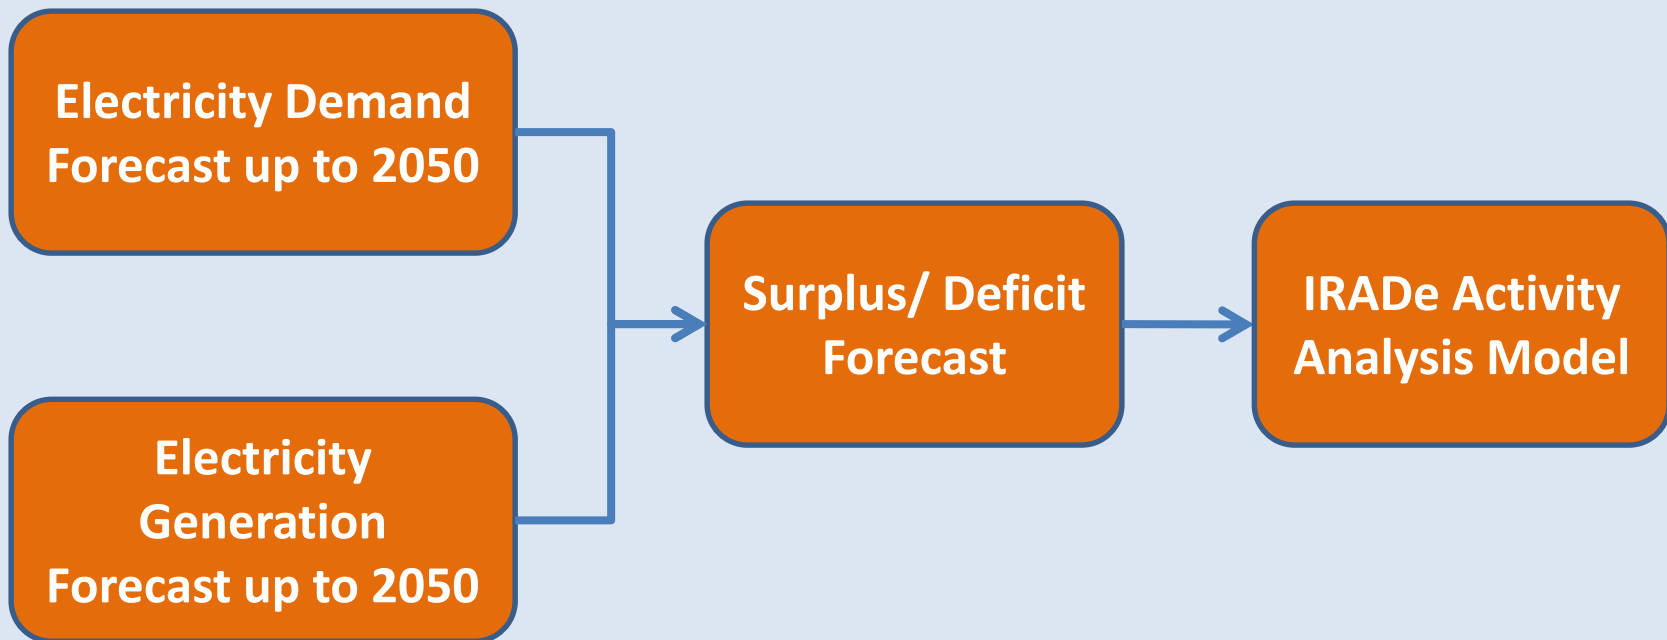 Electricity Demand
Forecast up to 2050
Surplus/ Deficit
Forecast
IRADe Activity
Analysis Model
Electricity
Generation
Forecast up to 2050